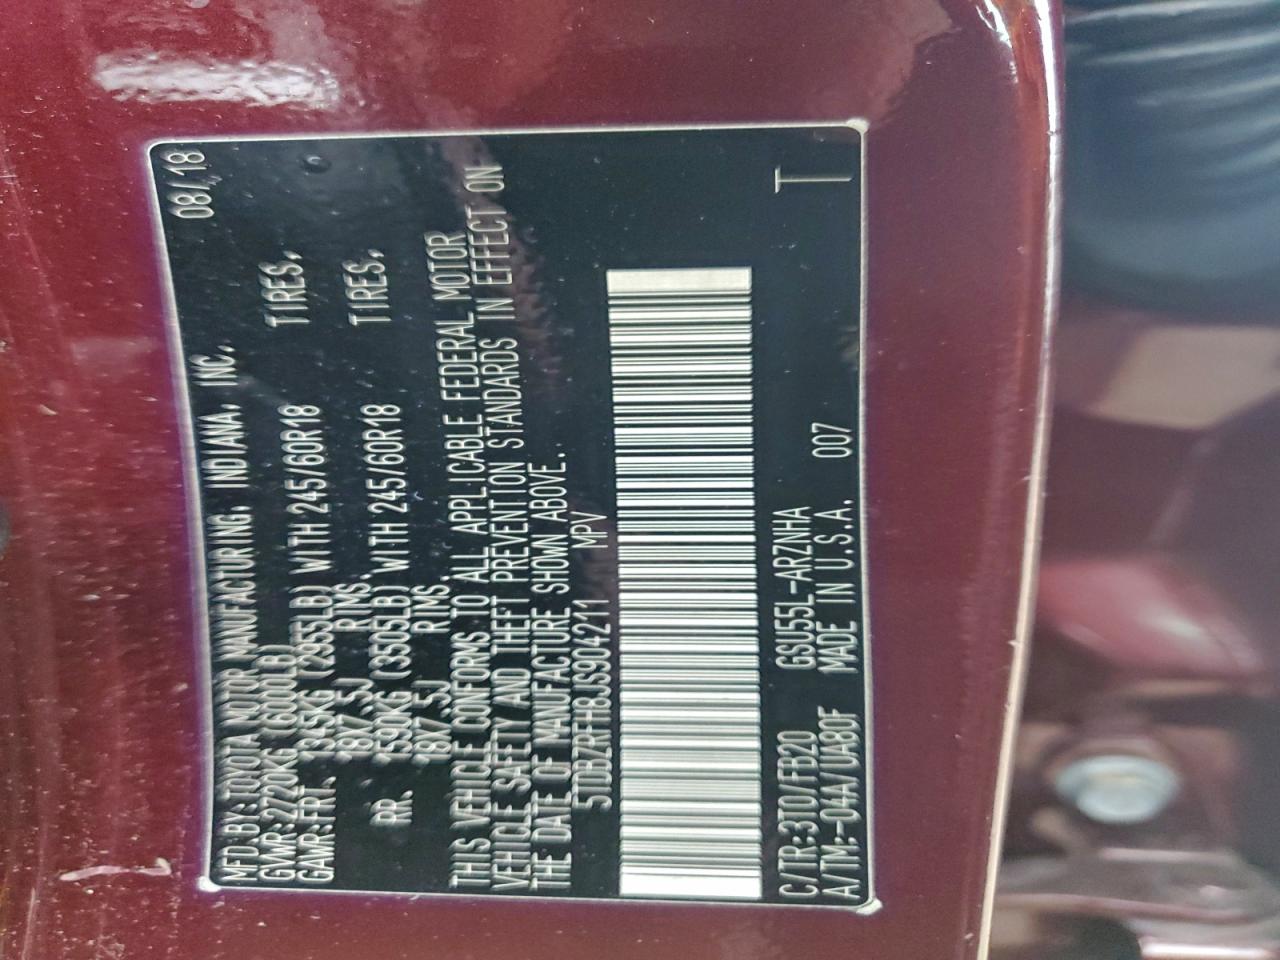 MFD.BY:TOYOTA MOTOR MANUFACTURING, INDIANA, INC. 08/18
GVWR:2720KG (6000LB)
GAWR:FRT. 1345KG (2955LB) WITH 245/60R18 TIRES,
18X7.5J RIMS.
RR. 1590KG (3505LB) WITH 245/60R18 TIRES,
18X7.5J RIMS.
THIS VEHICLE CONFORMS TO ALL APPLICABLE FEDERAL MOTOR
VEHICLE SAFETY AND THEFT PREVENTION STANDARDS IN EFFECT ON
THE DATE OF MANUFACTURE SHOWN ABOVE.
5TDBZRFH8JS904211 MPV
C/TR:3T0/FB20 GSU55L-ARZNHA
A/TM:-04A/UA80F MADE IN U.S.A. 007 T